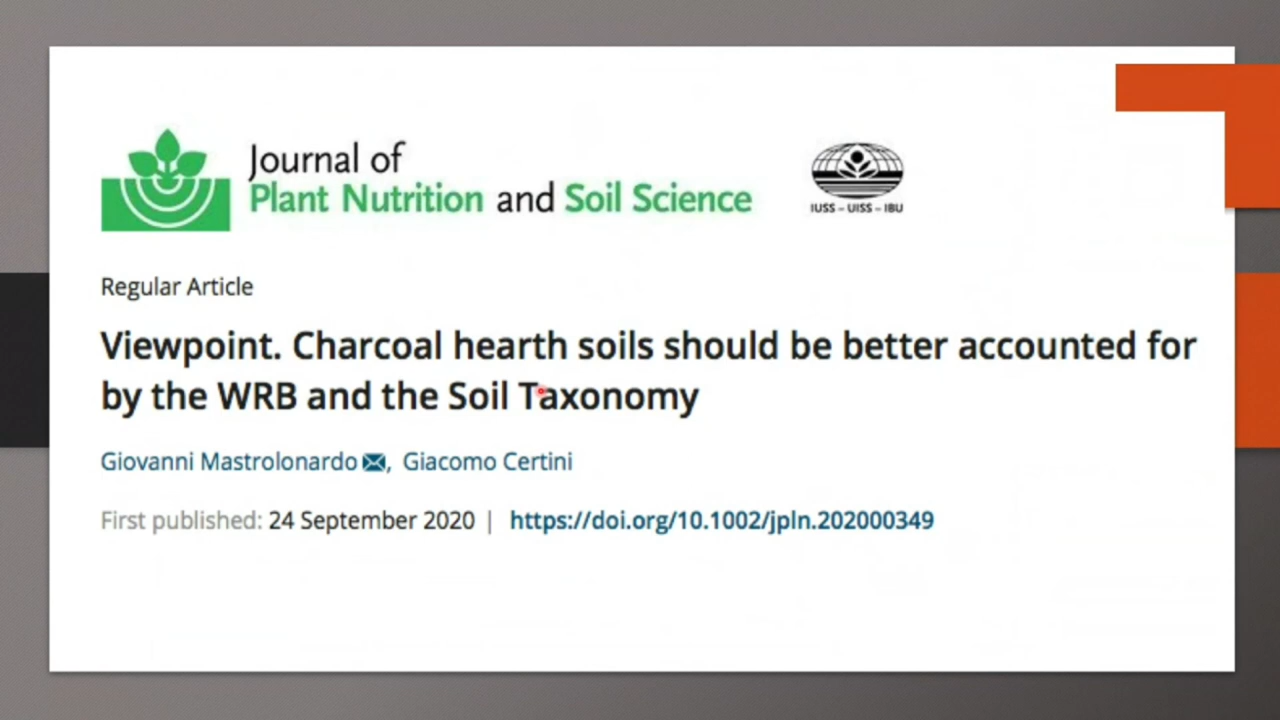 Journal of
Plant Nutrition and Soil Science
IUSS – UISS – IBU
Regular Article
Viewpoint. Charcoal hearth soils should be better accounted for
by the WRB and the Soil Taxonomy
Giovanni Mastrolonardo, Giacomo Certini
First published: 24 September 2020 | https://doi.org/10.1002/jpln.202000349